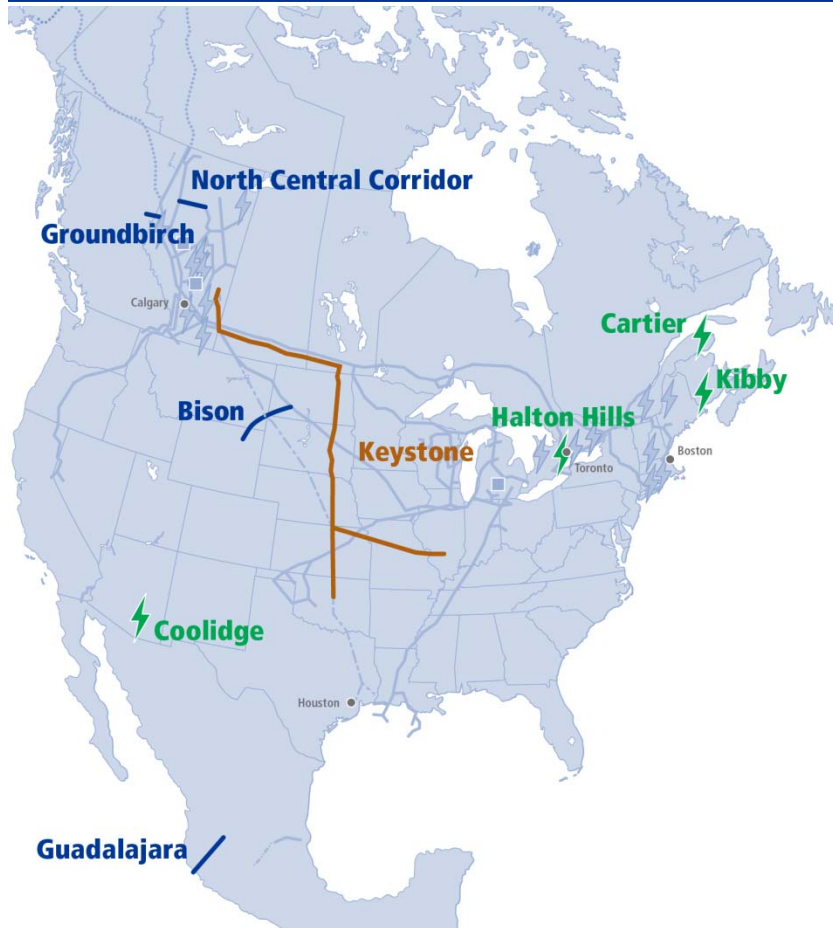 North Central Corridor
Groundbirch
Calgary
Cartier
Kibby
Bison
Halton Hills
Keystone
Boston
Toronto
Coolidge
Houston
Guadalajara